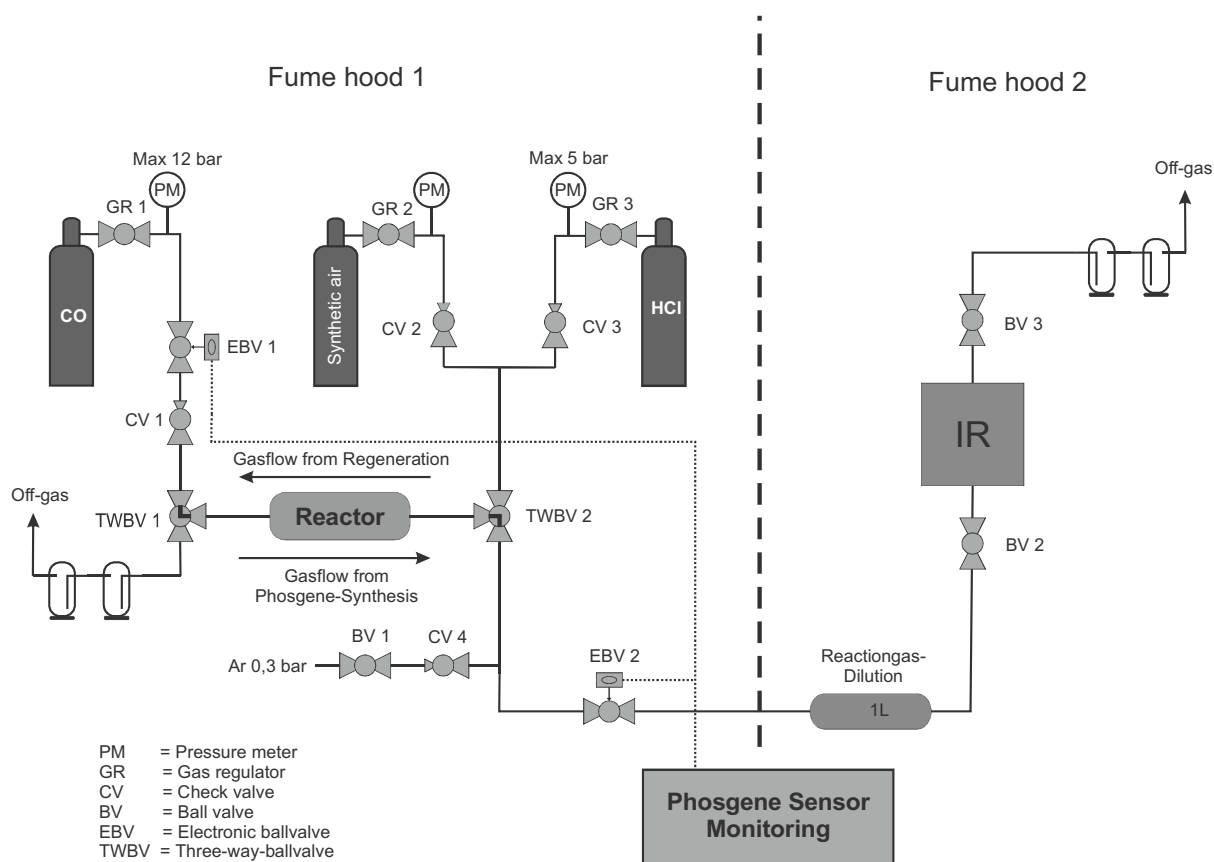 Fume hood 1
Fume hood 2
Max 12 bar
Max 5 bar
PM
PM
PM
GR 1
GR 2
GR 3
Off-gas
CO
Synthetic air
HCl
CV 2
CV 3
BV 3
EBV 1
CV 1
IR
Gasflow from Regeneration
Off-gas
TWBV 1
Reactor
TWBV 2
BV 2
Gasflow from
Phosgene-Synthesis
BV 1
CV 4
Ar 0,3 bar
EBV 2
Reactiongas-
Dilution
1L
PM = Pressure meter
GR = Gas regulator
CV = Check valve
BV = Ball valve
EBV = Electronic ballvalve
TWBV = Three-way-ballvalve
Phosgene Sensor
Monitoring